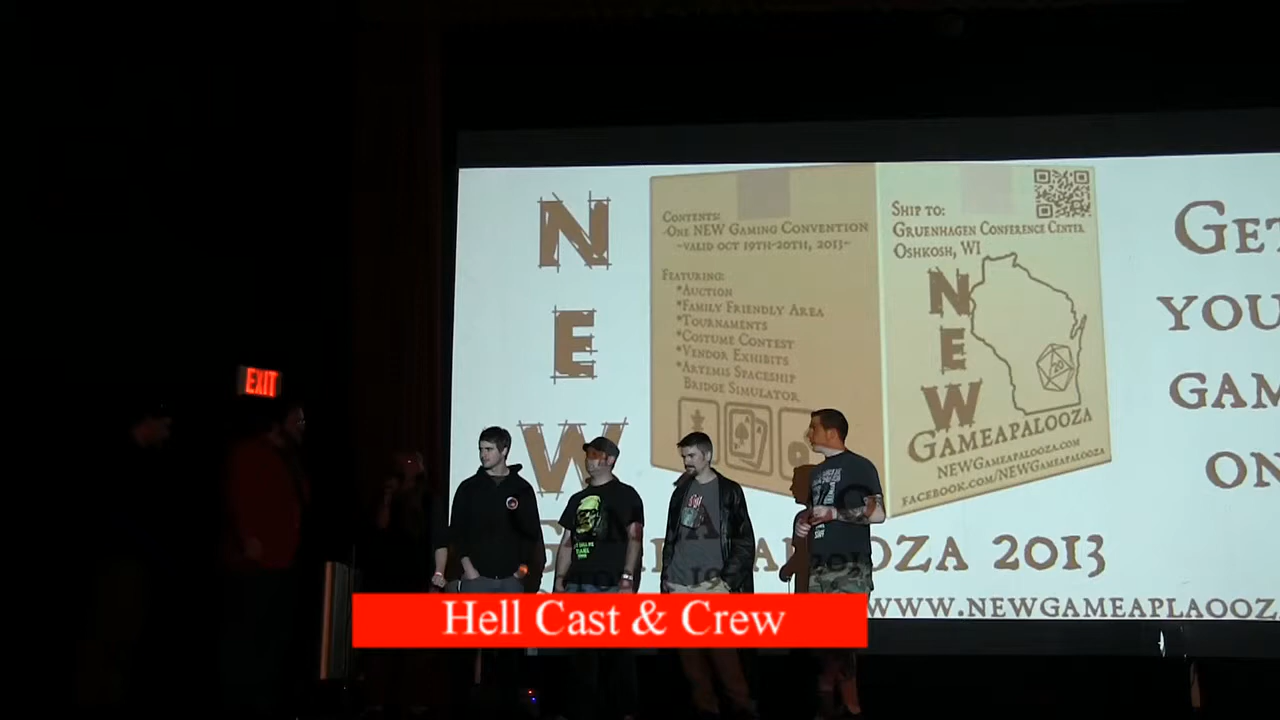 EXIT
N
E
W
CONTENTS:
-ONE NEW GAMING CONVENTION
-VALID OCT 19TH-20TH, 2013-
FEATURING:
*AUCTION
*FAMILY FRIENDLY AREA
*TOURNAMENTS
*COSTUME CONTEST
*VENDOR EXHIBITS
*ARTEMIS SPACESHIP
BRIDGE SIMULATOR
SHIP TO:
GRUENHAGEN CONFERENCE CENTER
OSHKOSH, WI
N
E
W
20
GAMEAPALOOZA
NEWGAMEAPALOOZA.COM
FACEBOOK.COM/NEWGAMEAPALOOZA
GET
YOU
GAM
ON
ZA 2013
WWW.NEWGAMEAPLAOOZ
Hell Cast & Crew